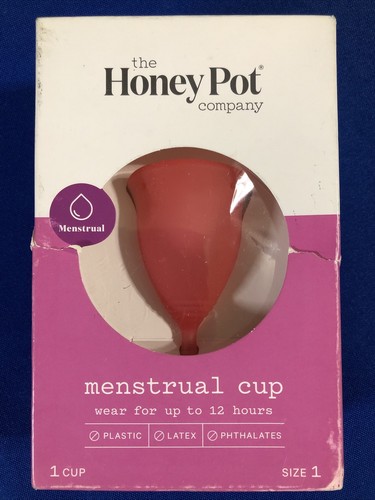 the
Honey Pot®
company
Menstrual
menstrual cup
wear for up to 12 hours
PLASTIC LATEX PHTHALATES
1 CUP SIZE 1